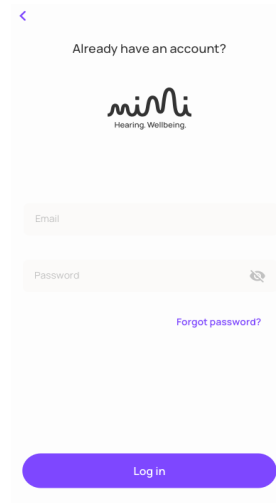 Already have an account?
mimi
Hearing. Wellbeing.
Email
Password
Forgot password?
Log in